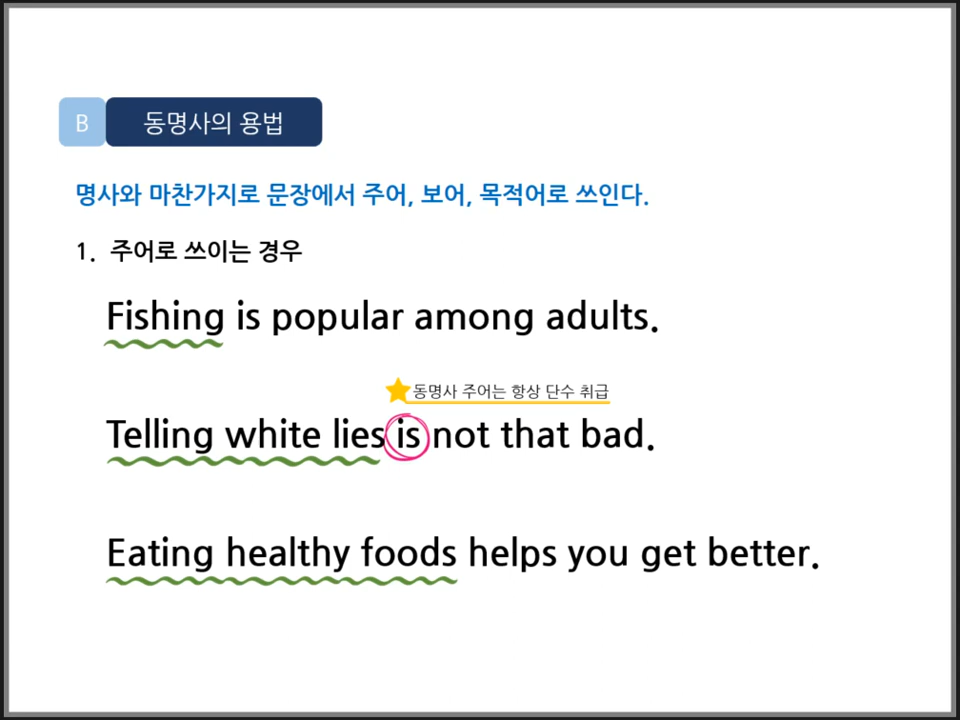 B 동명사의 용법
명사와 마찬가지로 문장에서 주어, 보어, 목적어로 쓰인다.
1. 주어로 쓰이는 경우
Fishing is popular among adults.
동명사 주어는 항상 단수 취급
Telling white lies is not that bad.
Eating healthy foods helps you get better.